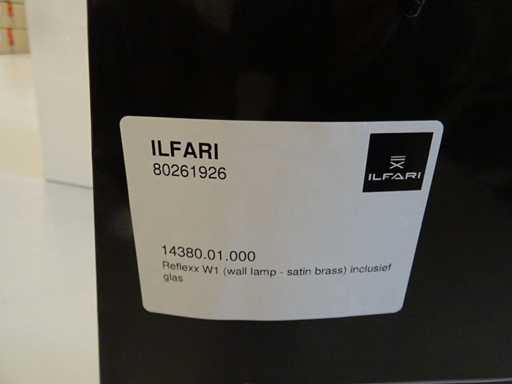 ILFARI
80261926
ILFARI
14380.01.000
Reflexx W1 (wall lamp - satin brass) inclusief
glas